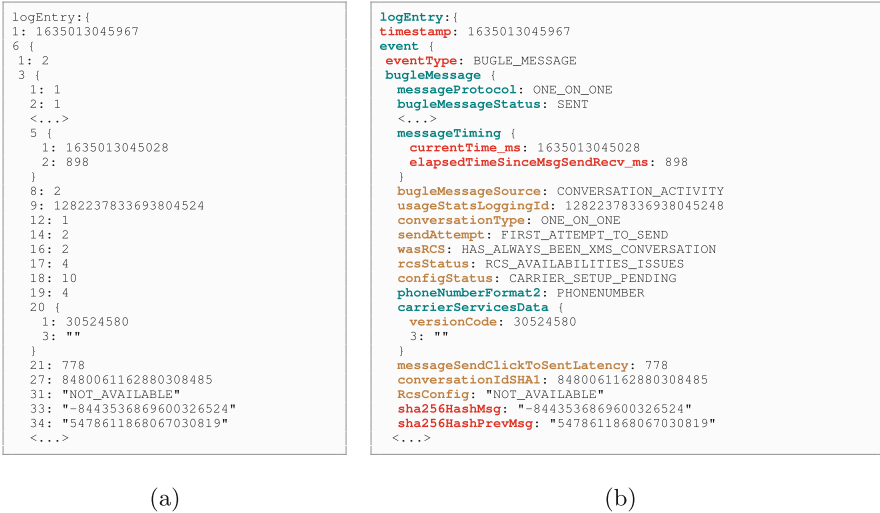 logEntry:{
1: 1635013045967
6 {
1: 2
3 {
1: 1
2: 1
<...>
5 {
1: 1635013045028
2: 898
}
8: 2
9: 1282237833693804524
12: 1
14: 2
16: 2
17: 4
18: 10
19: 4
20 {
1: 30524580
3: ""
}
21: 778
27: 8480061162880308485
31: "NOT_AVAILABLE"
33: "-8443536869600326524"
34: "5478611868067030819"
<...>
(a)
logEntry:{
timestamp: 1635013045967
event {
eventType: BUGLE_MESSAGE
bugleMessage {
messageProtocol: ONE_ON_ONE
bugleMessageStatus: SENT
<...>
messageTiming {
currentTime_ms: 1635013045028
elapsedTimeSinceMsgSendRecv_ms: 898
}
bugleMessageSource: CONVERSATION_ACTIVITY
usageStatsLoggingId: 12822378336938045248
conversationType: ONE_ON_ONE
sendAttempt: FIRST_ATTEMPT_TO_SEND
wasRCS: HAS_ALWAYS_BEEN_XMS_CONVERSATION
rcsStatus: RCS_AVAILABILITIES_ISSUES
configStatus: CARRIER_SETUP_PENDING
phoneNumberFormat2: PHONENUMBER
carrierServicesData {
versionCode: 30524580
3: ""
}
messageSendClickToSentLatency: 778
conversationIdSHA1: 8480061162880308485
RcsConfig: "NOT_AVAILABLE"
sha256HashMsg: "-8443536869600326524"
sha256HashPrevMsg: "5478611868067030819"
<...>
(b)